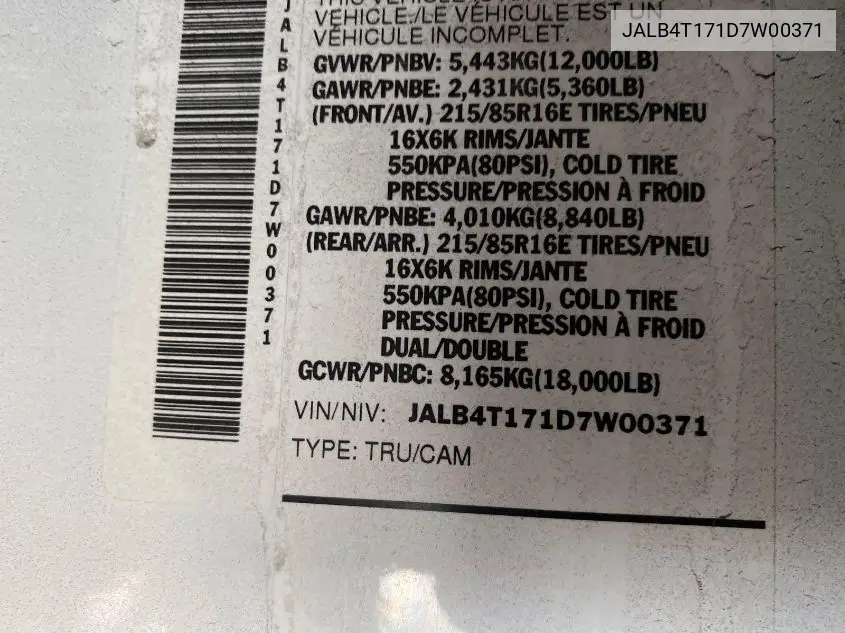 VEHICLE./LE VÉHICULE EST UN
VÉHICULE INCOMPLET.
GVWR/PNBV: 5,443KG(12,000LB)
GAWR/PNBE: 2,431KG(5,360LB)
(FRONT/AV.) 215/85R16E TIRES/PNEU
16X6K RIMS/JANTE
550KPA(80PSI), COLD TIRE
PRESSURE/PRESSION À FROID
GAWR/PNBE: 4,010KG(8,840LB)
(REAR/ARR.) 215/85R16E TIRES/PNEU
16X6K RIMS/JANTE
550KPA(80PSI), COLD TIRE
PRESSURE/PRESSION À FROID
DUAL/DOUBLE
GCWR/PNBC: 8,165KG(18,000LB)
VIN/NIV: JALB4T171D7W00371
TYPE: TRU/CAM
JALB4T171D7W00371
JALB4T171D7W00371